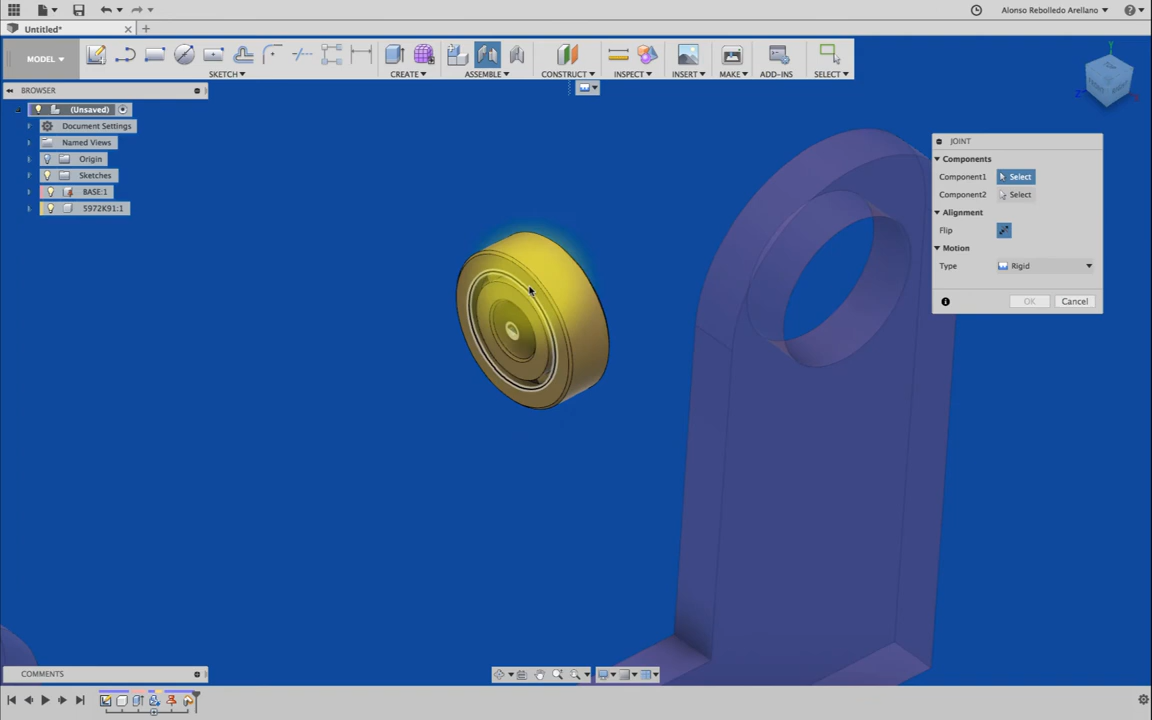 Alonso Rebolledo Arellano
Untitled*
MODEL
SKETCH
CREATE
ASSEMBLE
CONSTRUCT
INSPECT
INSERT
MAKE
ADD-INS
SELECT
BROWSER
(Unsaved)
Document Settings
Named Views
Origin
Sketches
BASE:1
5972K91:1
JOINT
Components
Component1 Select
Component2 Select
Alignment
Flip
Motion
Type Rigid
OK Cancel
COMMENTS